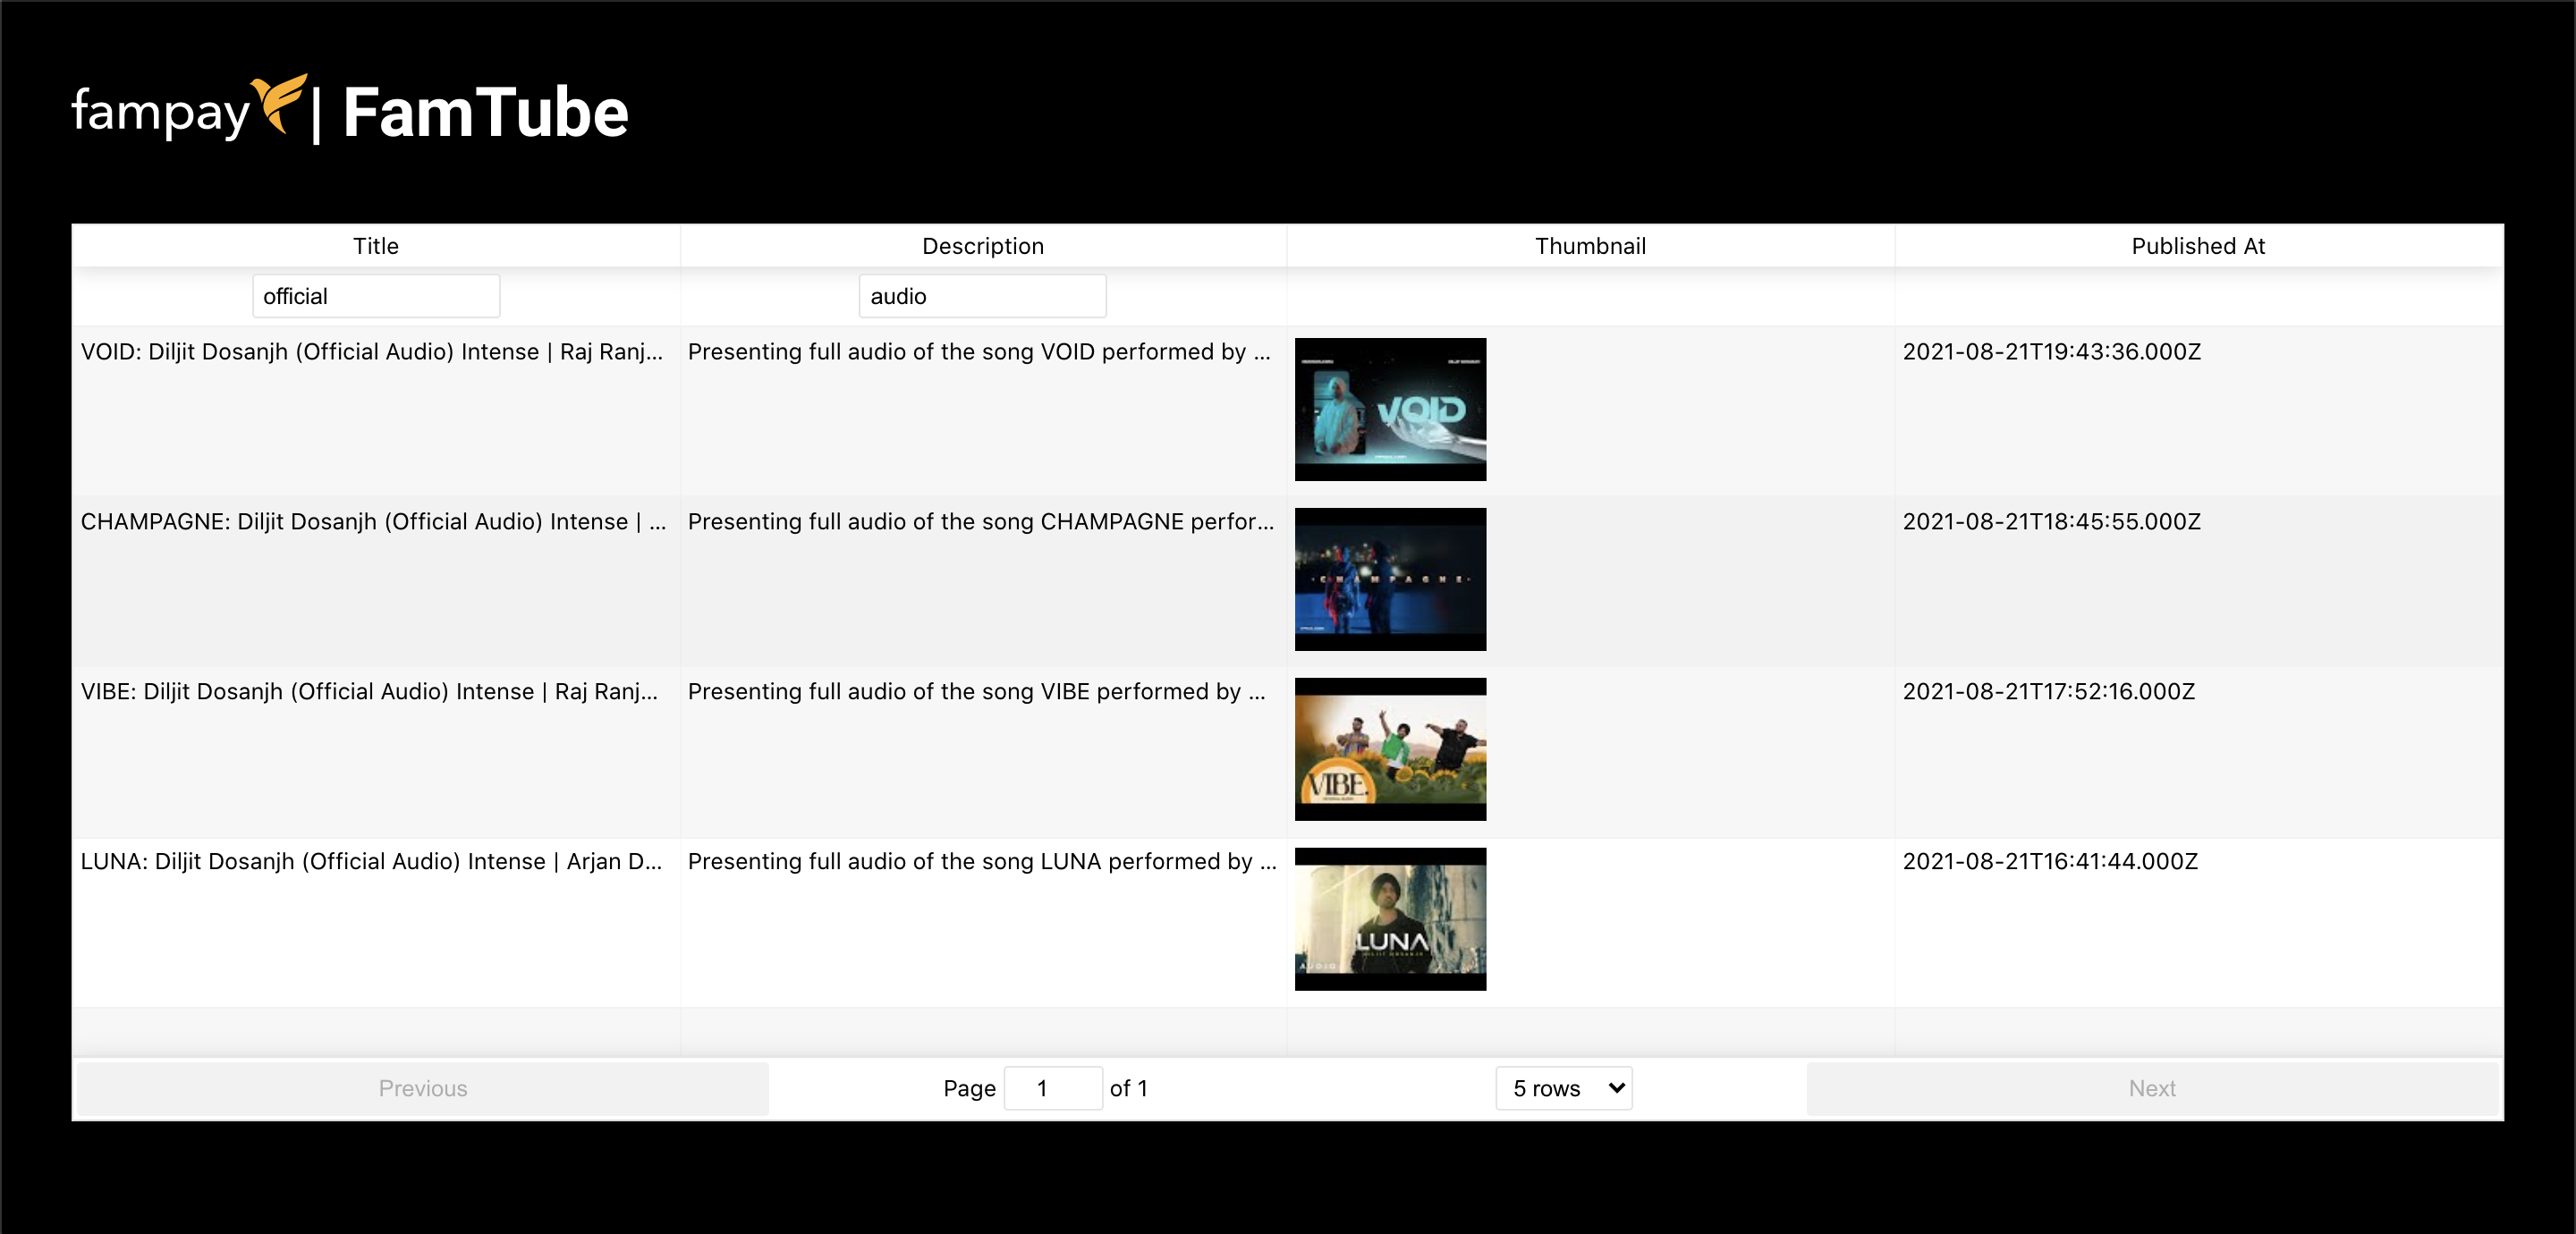 fampay | FamTube
Title Description Thumbnail Published At
official audio
VOID: Diljit Dosanjh (Official Audio) Intense | Raj Ranj... Presenting full audio of the song VOID performed by ... 2021-08-21T19:43:36.000Z
VOID
CHAMPAGNE: Diljit Dosanjh (Official Audio) Intense | ... Presenting full audio of the song CHAMPAGNE perfor... 2021-08-21T18:45:55.000Z
CHAMPAGNE
VIBE: Diljit Dosanjh (Official Audio) Intense | Raj Ranj... Presenting full audio of the song VIBE performed by ... 2021-08-21T17:52:16.000Z
VIBE.
LUNA: Diljit Dosanjh (Official Audio) Intense | Arjan D... Presenting full audio of the song LUNA performed by ... 2021-08-21T16:41:44.000Z
LUNA
AUDIO
Previous Page 1 of 1 5 rows Next